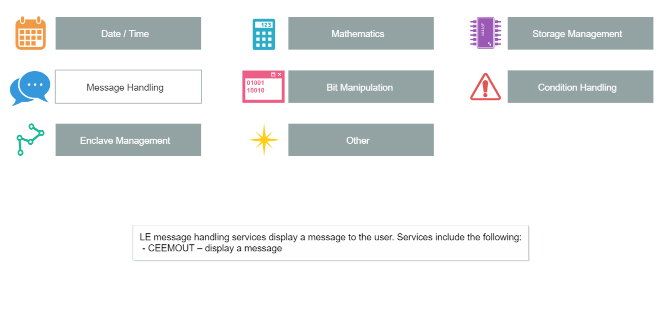 Date / Time
123
Mathematics
Storage Management
Message Handling
01001
10010
Bit Manipulation
Condition Handling
Enclave Management
Other
LE message handling services display a message to the user. Services include the following:
- CEEMOUT – display a message